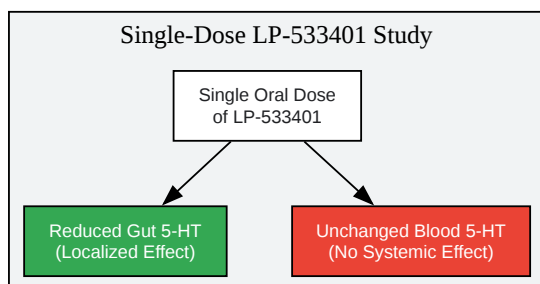 Single-Dose LP-533401 Study
Single Oral Dose
of LP-533401
Reduced Gut 5-HT
(Localized Effect)
Unchanged Blood 5-HT
(No Systemic Effect)